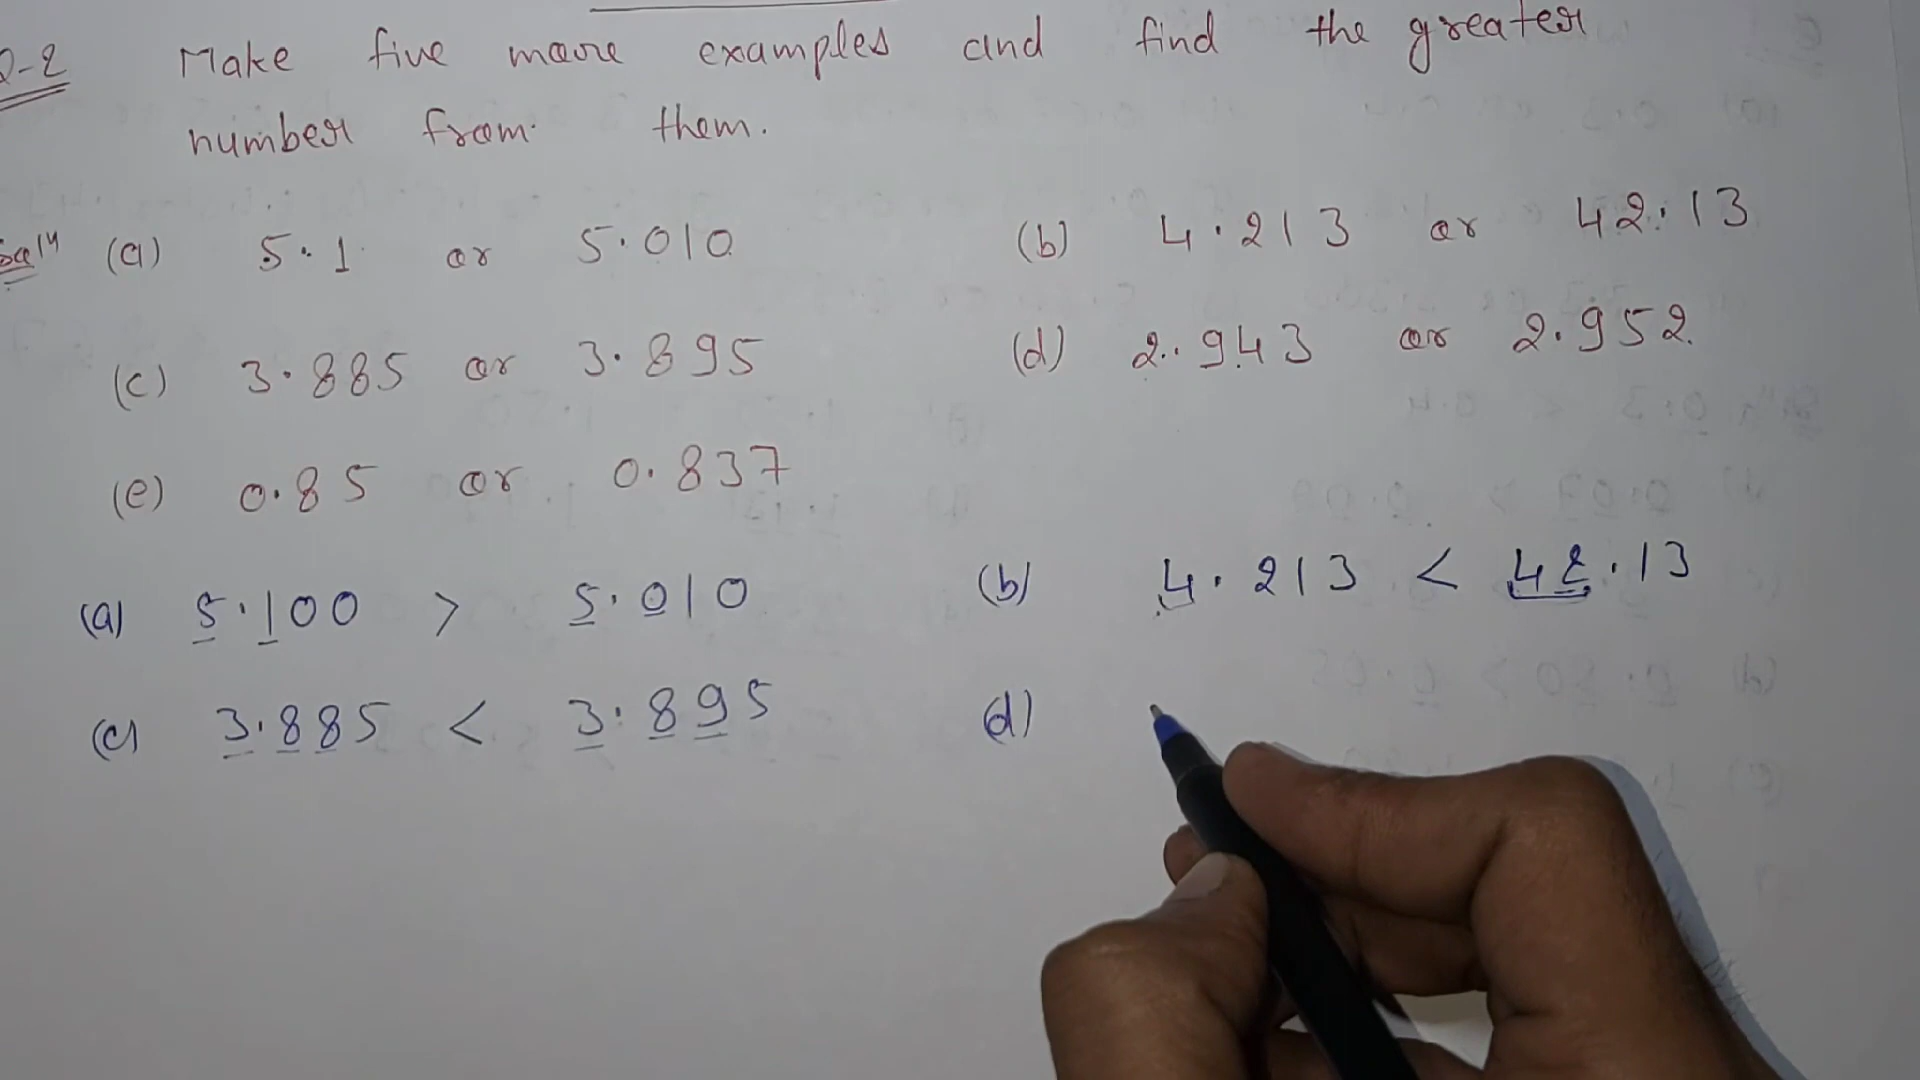 Q-2 Make five more examples and find the greater
number from them.
Solⁿ (a) 5.1 or 5.010 (b) 4.213 or 42.13
(c) 3.885 or 3.895 (d) 2.943 or 2.952
(e) 0.85 or 0.837
(a) 5.100 > 5.010 (b) 4.213 < 42.13
(c) 3.885 < 3.895 (d)